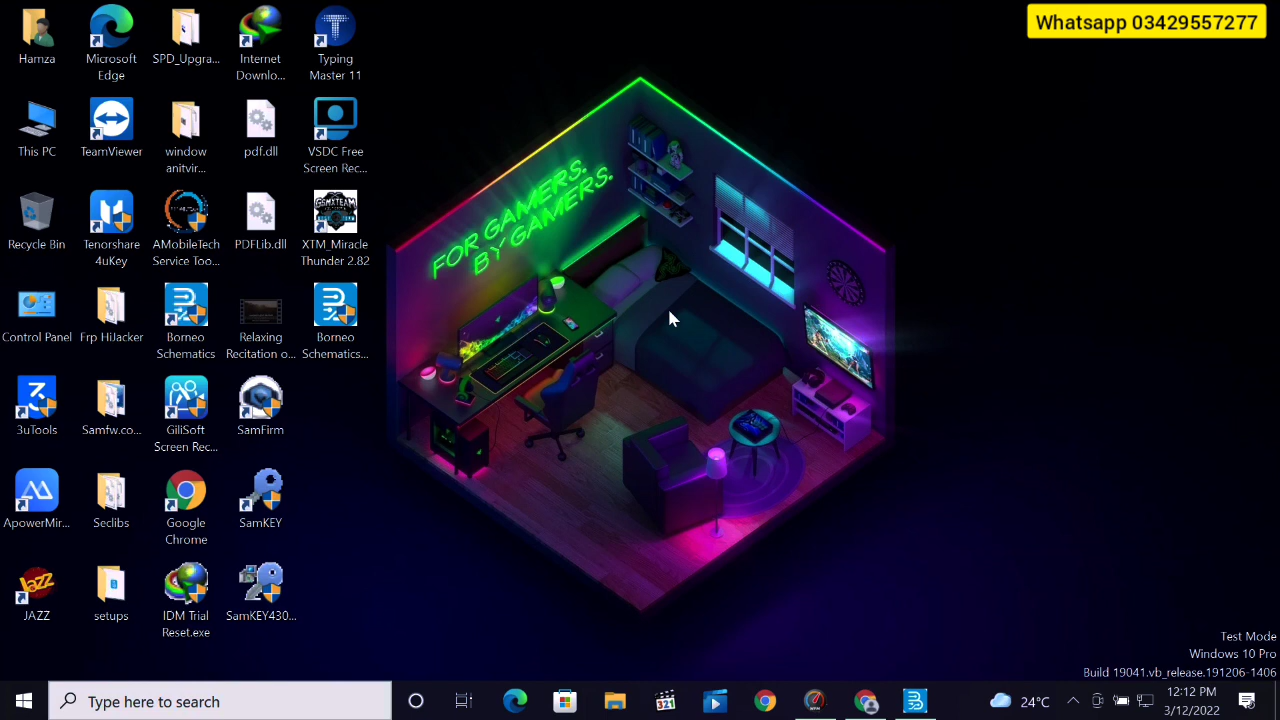 Whatsapp 03429557277
Hamza
Microsoft
Edge
SPD_Upgra...
Internet
Downlo...
Typing
Master 11
This PC
TeamViewer
window
anitvir...
pdf.dll
VSDC Free
Screen Rec...
Recycle Bin
Tenorshare
4uKey
AMobileTech
Service Too...
PDFLib.dll
XTM_Miracle
Thunder 2.82
Control Panel
Frp HiJacker
Borneo
Schematics
Relaxing
Recitation o...
Borneo
Schematics...
3uTools
Samfw.co...
GiliSoft
Screen Rec...
SamFirm
ApowerMir...
Seclibs
Google
Chrome
SamKEY
JAZZ
setups
IDM Trial
Reset.exe
SamKEY430...
FOR GAMERS.
BY GAMERS.
Test Mode
Windows 10 Pro
Build 19041.vb_release.191206-1406
Type here to search
24°C
12:12 PM
3/12/2022